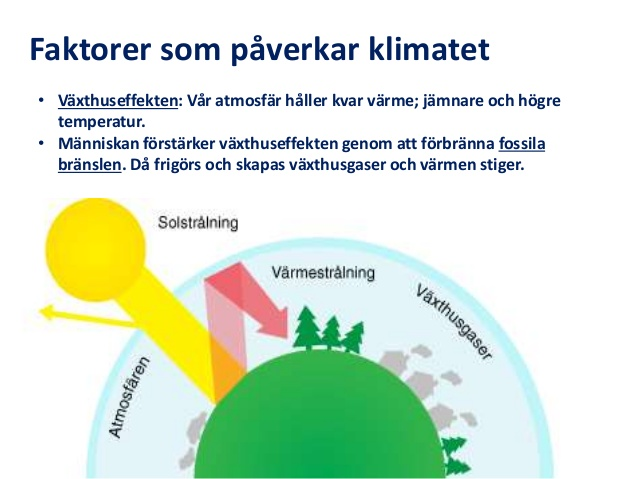 Faktorer som påverkar klimatet
• Växthuseffekten: Vår atmosfär håller kvar värme; jämnare och högre
temperatur.
• Människan förstärker växthuseffekten genom att förbränna fossila
bränslen. Då frigörs och skapas växthusgaser och värmen stiger.
Solstrålning
Värmestrålning
Växthusgaser
Atmosfären